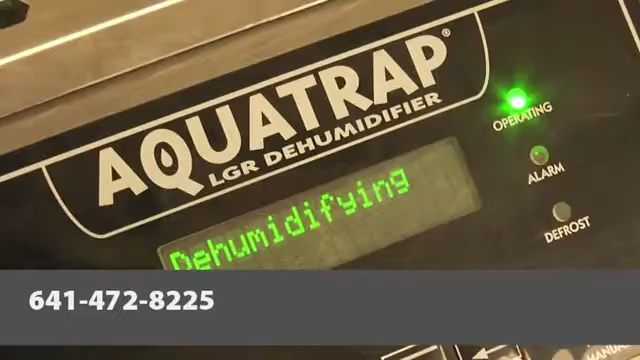 AQUATRAP®
LGR DEHUMIDIFIER
Dehumidifying
OPERATING
ALARM
DEFROST
641-472-8225